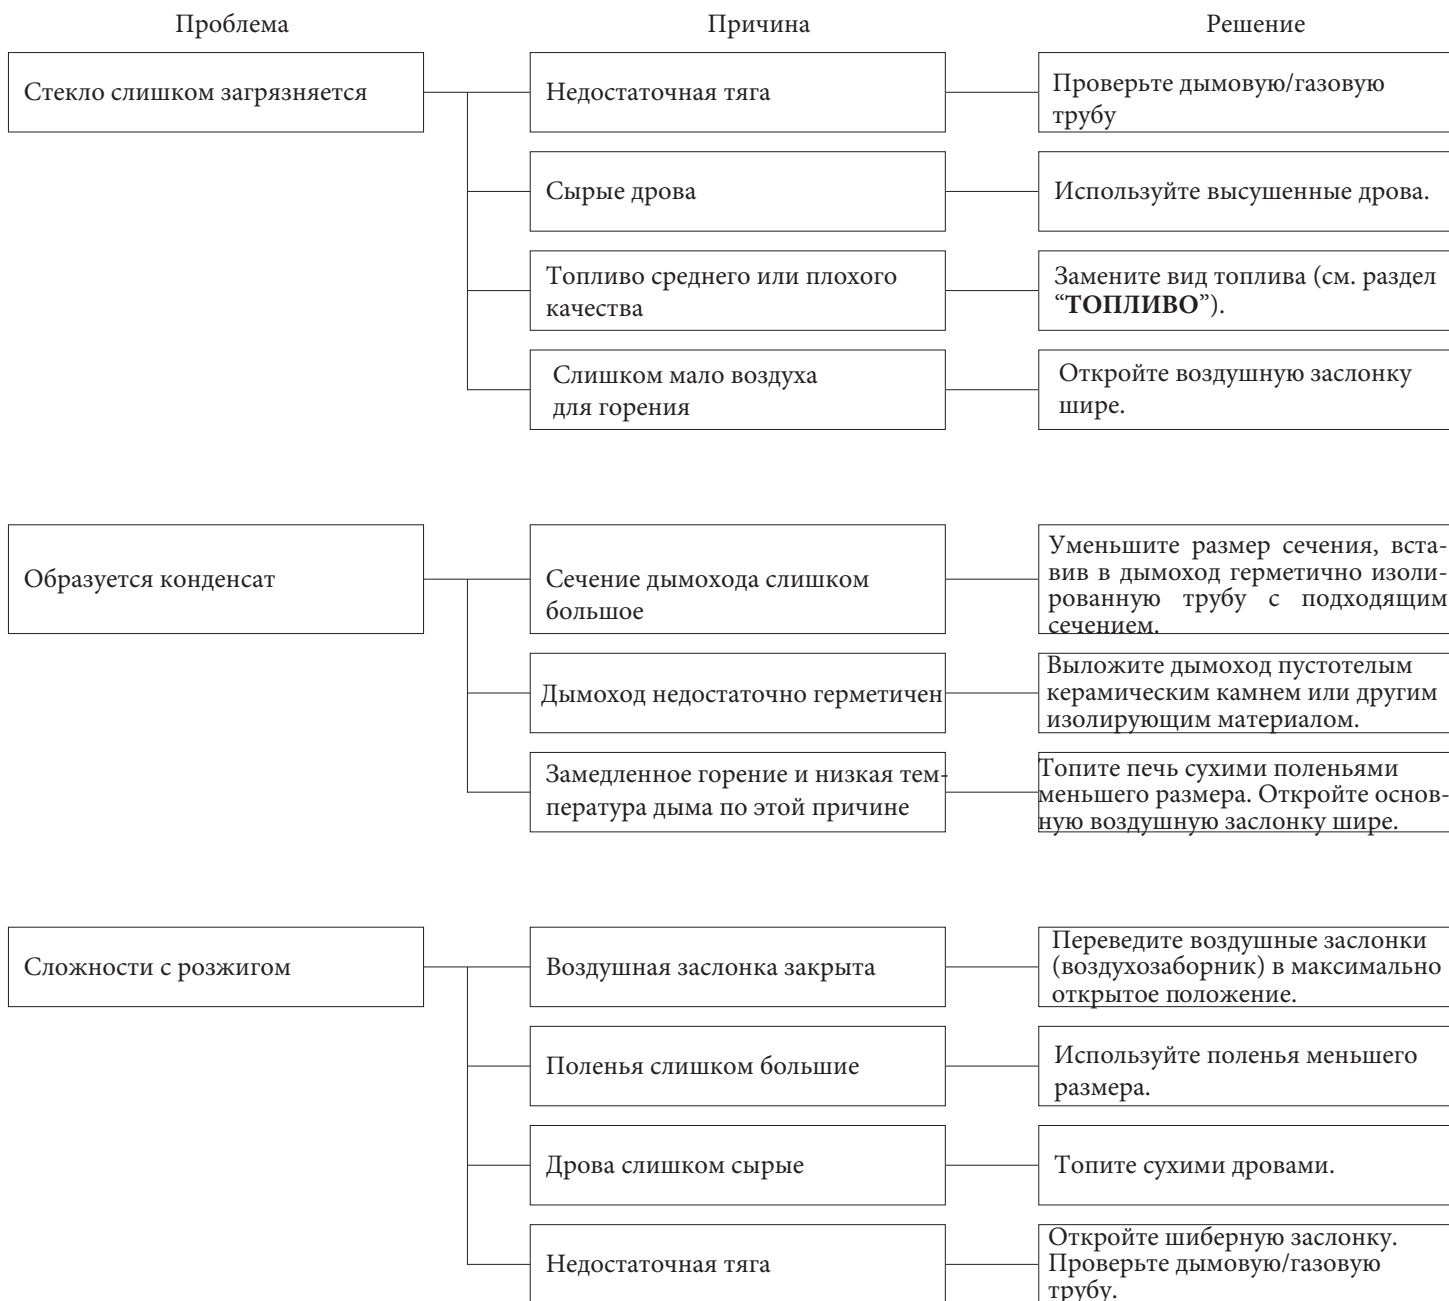 Проблема
Причина
Решение
Стекло слишком загрязняется
Недостаточная тяга
Проверьте дымовую/газовую
трубу
Сырые дрова
Используйте высушенные дрова.
Топливо среднего или плохого
качества
Замените вид топлива (см. раздел
“ТОПЛИВО”).
Слишком мало воздуха
для горения
Откройте воздушную заслонку
шире.
Образуется конденсат
Сечение дымохода слишком
большое
Уменьшите размер сечения, вста-
вив в дымоход герметично изоли-
рованную трубу с подходящим
сечением.
Дымоход недостаточно герметичен
Выложите дымоход пустотелым
керамическим камнем или другим
изолирующим материалом.
Замедленное горение и низкая тем-
пература дыма по этой причине
Топите печь сухими поленьями
меньшего размера. Откройте основ-
ную воздушную заслонку шире.
Сложности с розжигом
Воздушная заслонка закрыта
Переведите воздушные заслонки
(воздухозаборник) в максимально
открытое положение.
Поленья слишком большие
Используйте поленья меньшего
размера.
Дрова слишком сырые
Топите сухими дровами.
Недостаточная тяга
Откройте шиберную заслонку.
Проверьте дымовую/газовую
трубу.